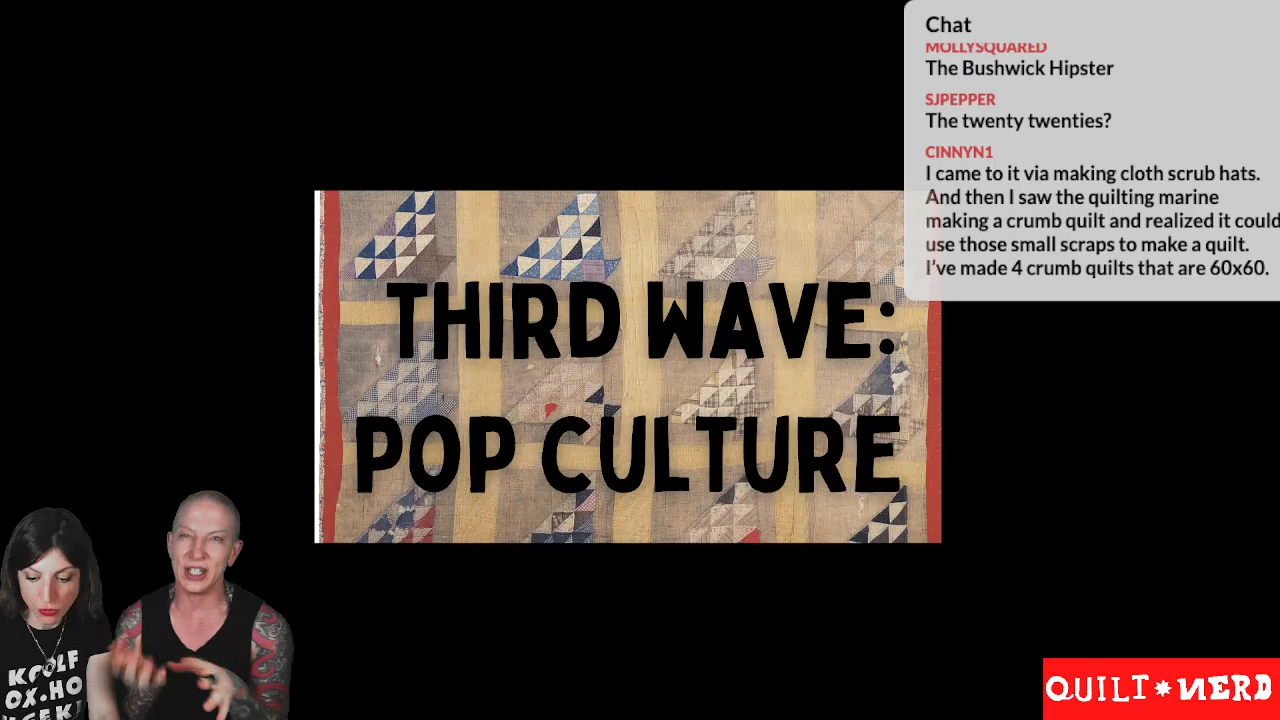 Chat
MOLLYSQUARED
The Bushwick Hipster
SJPEPPER
The twenty twenties?
CINNYN1
I came to it via making cloth scrub hats.
And then I saw the quilting marine
making a crumb quilt and realized it could
use those small scraps to make a quilt.
I've made 4 crumb quilts that are 60x60.
THIRD WAVE:
POP CULTURE
OX.HO
QUILT*NERD